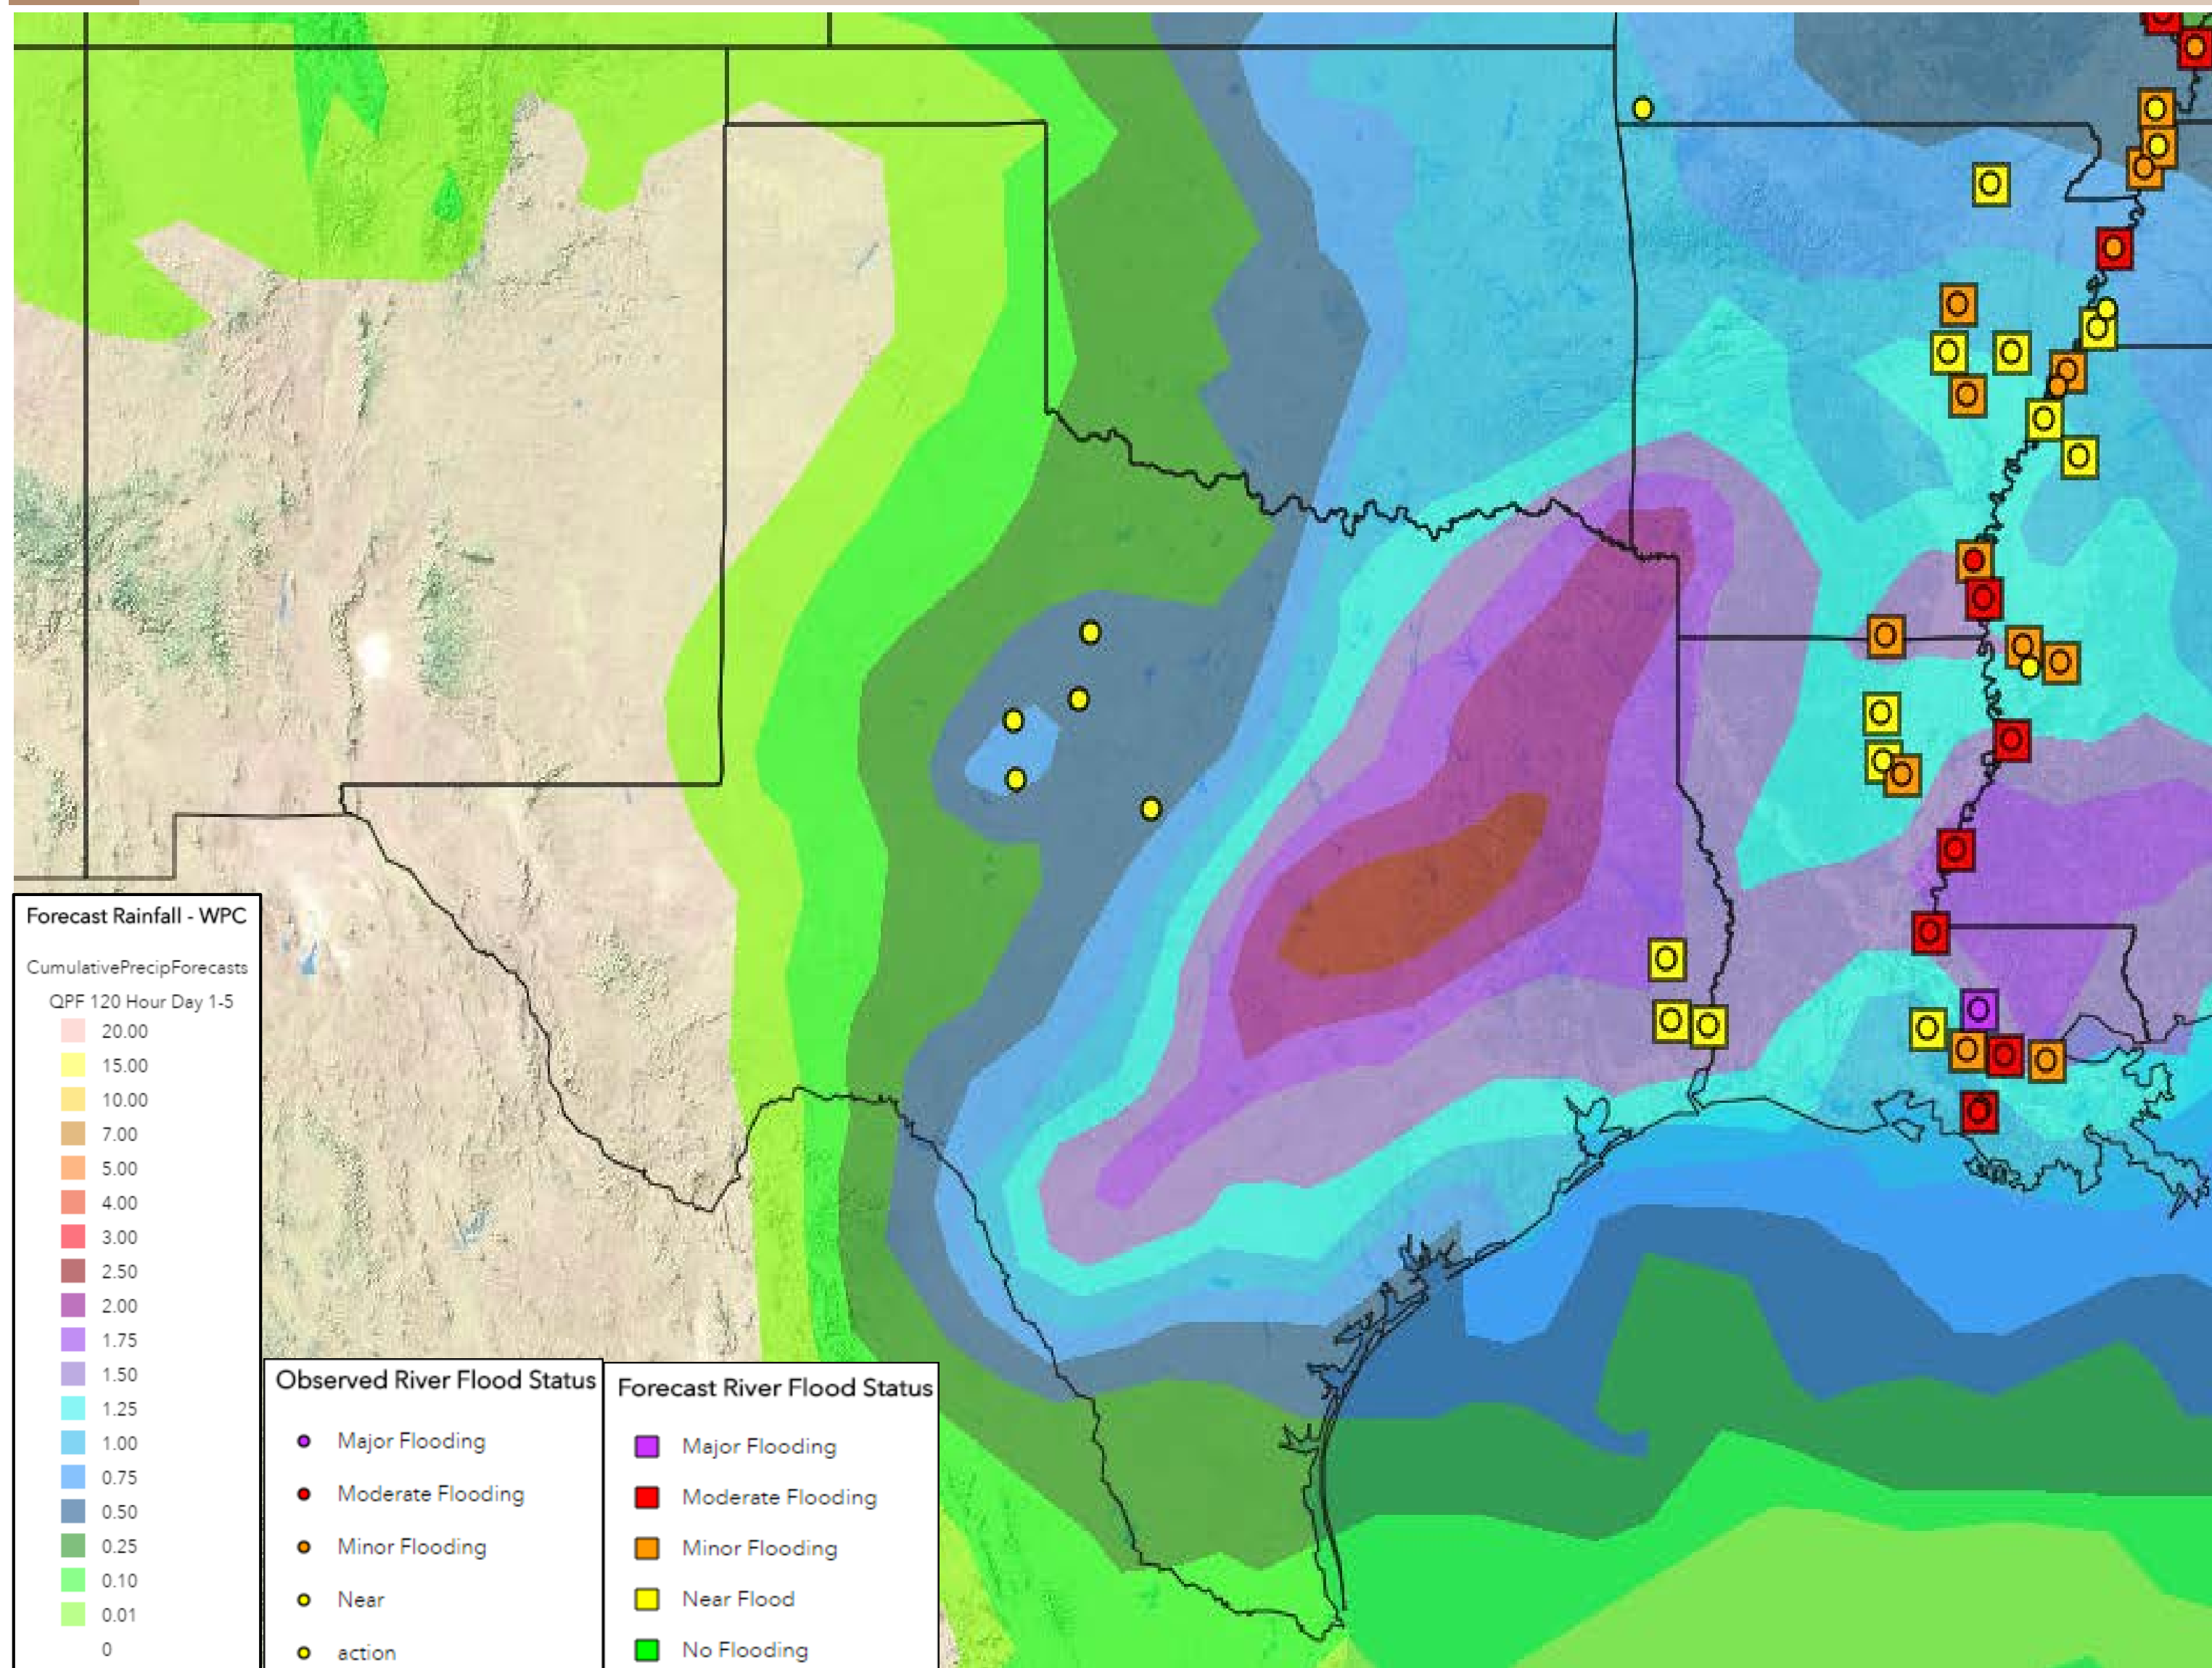 Forecast Rainfall - WPC
CumulativePrecipForecasts
QPF 120 Hour Day 1-5
20.00
15.00
10.00
7.00
5.00
4.00
3.00
2.50
2.00
1.75
1.50
1.25
1.00
0.75
0.50
0.25
0.10
0.01
0
Observed River Flood Status
Major Flooding
Moderate Flooding
Minor Flooding
Near
action
Forecast River Flood Status
Major Flooding
Moderate Flooding
Minor Flooding
Near Flood
No Flooding